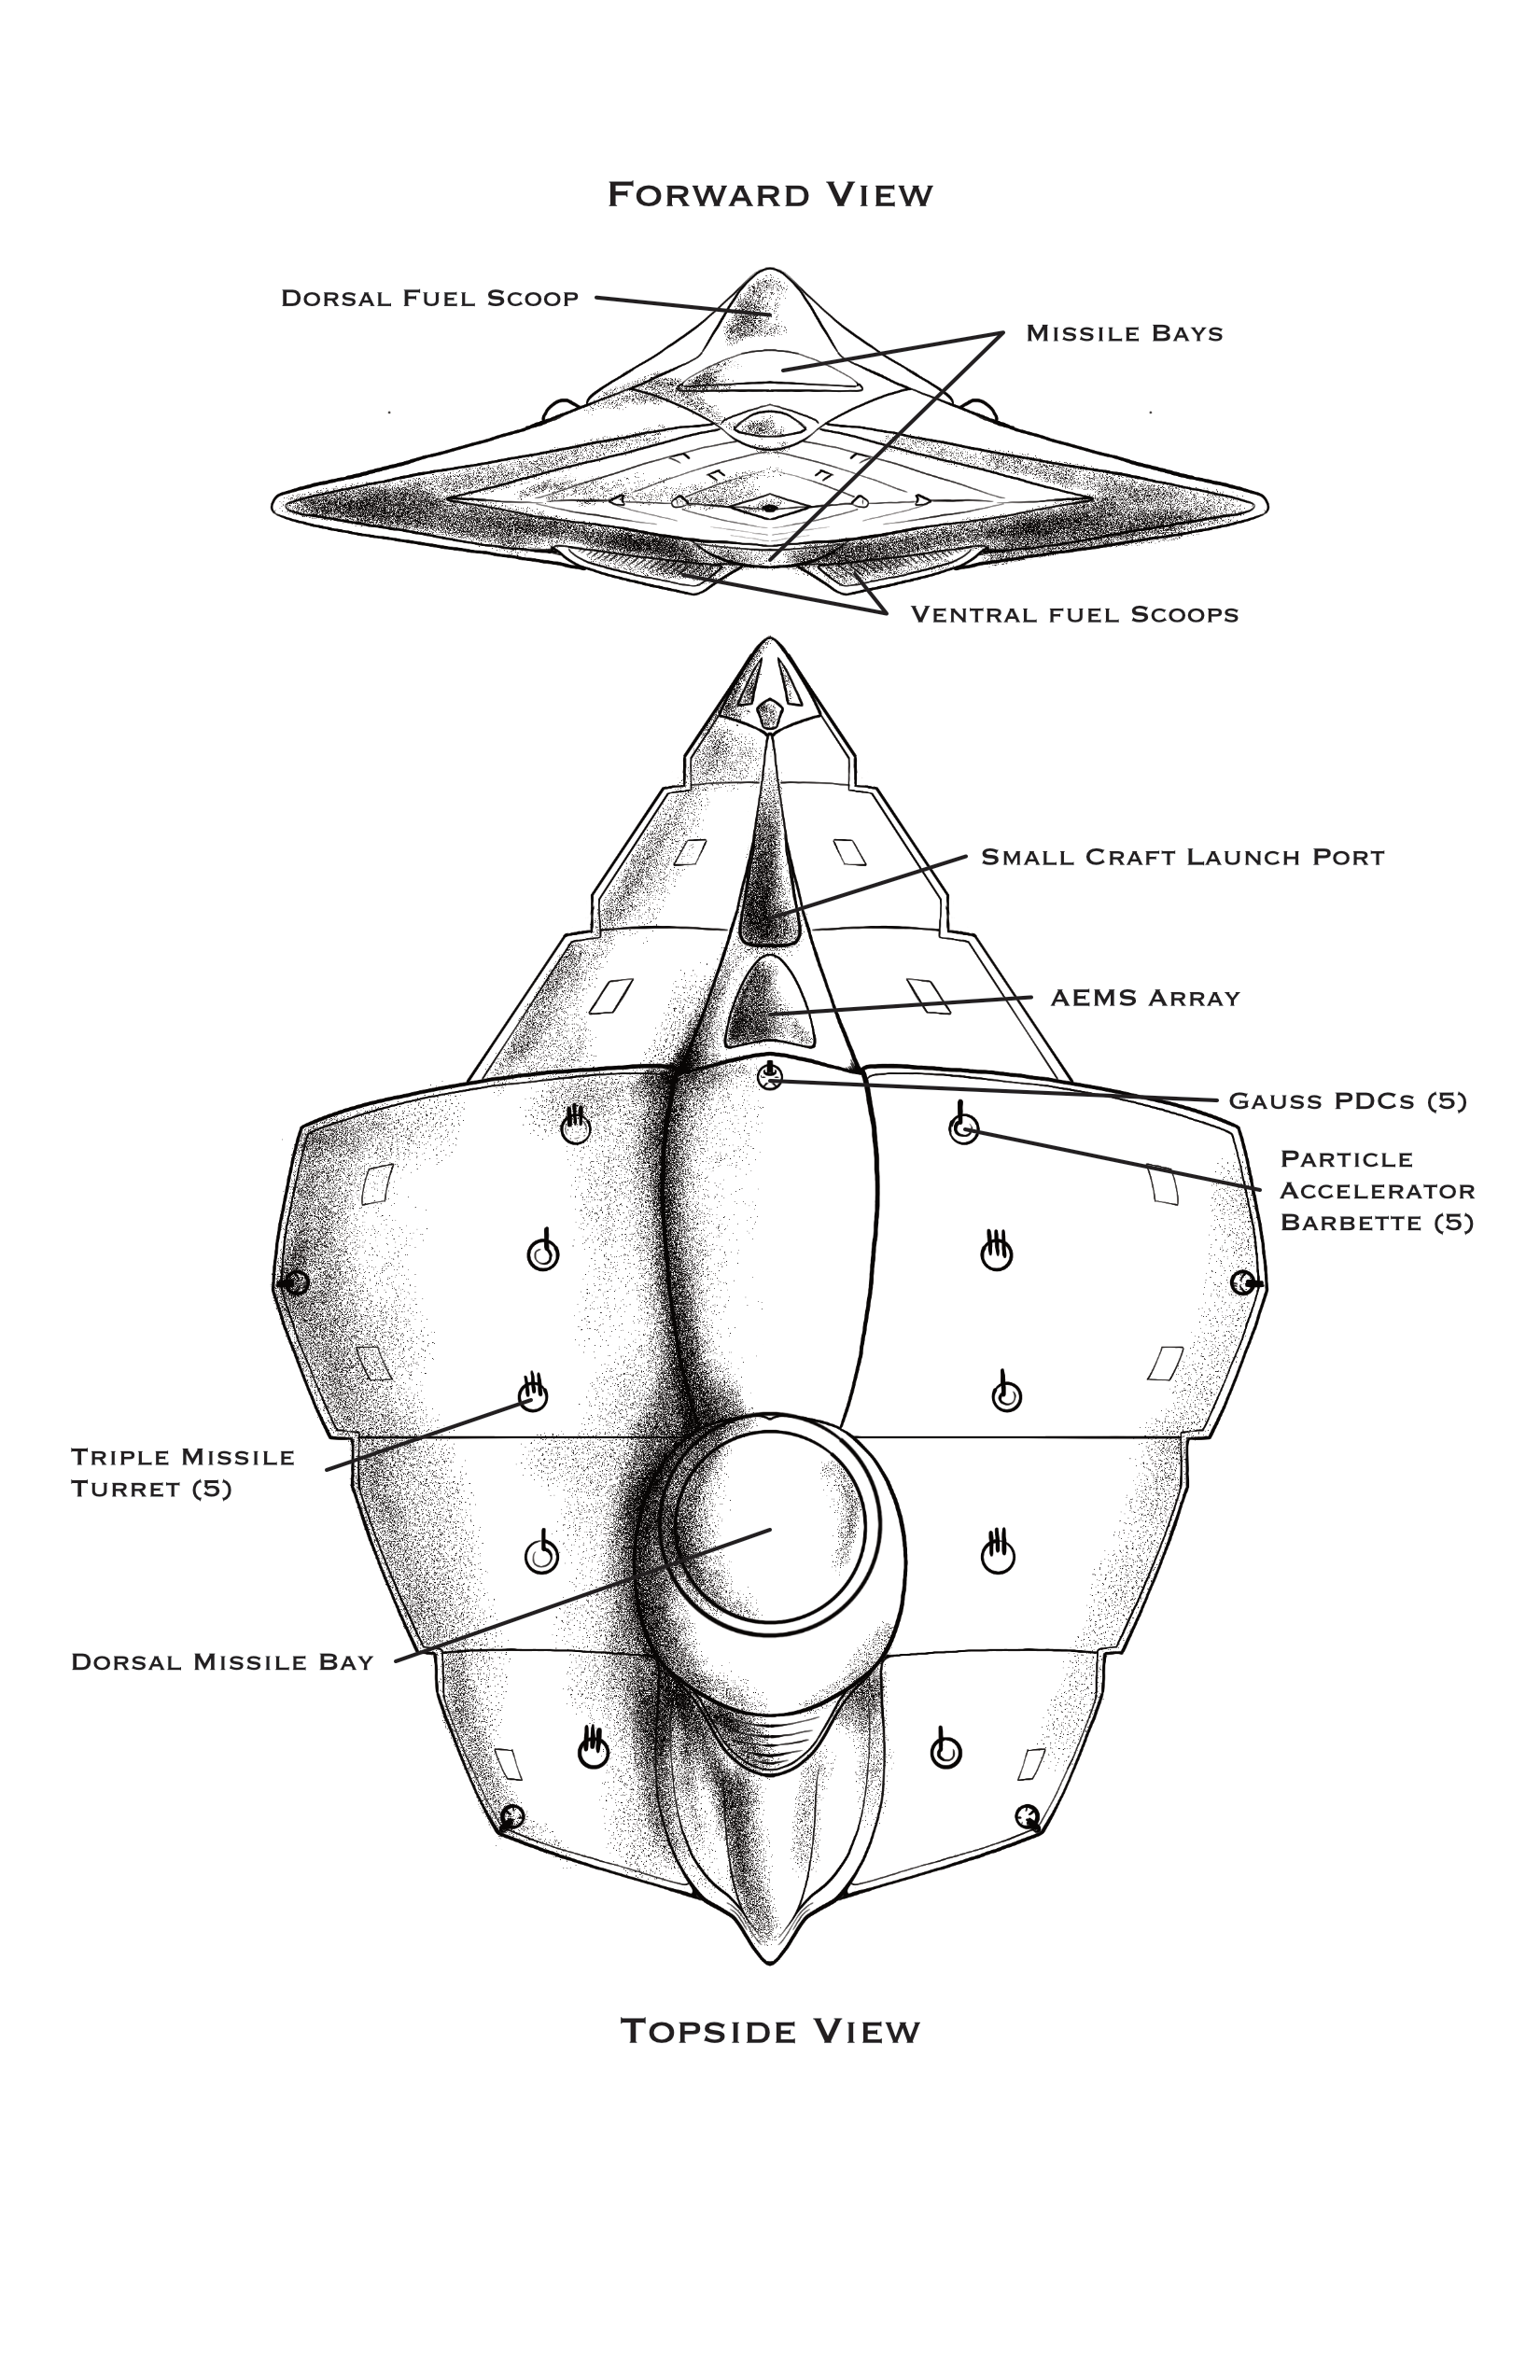 Forward View
Dorsal Fuel Scoop
Missile Bays
Ventral fuel Scoops
Small Craft Launch Port
AEMS Array
Gauss PDCs (5)
Particle
Accelerator
Barbette (5)
Triple Missile
Turret (5)
Dorsal Missile Bay
Topside View